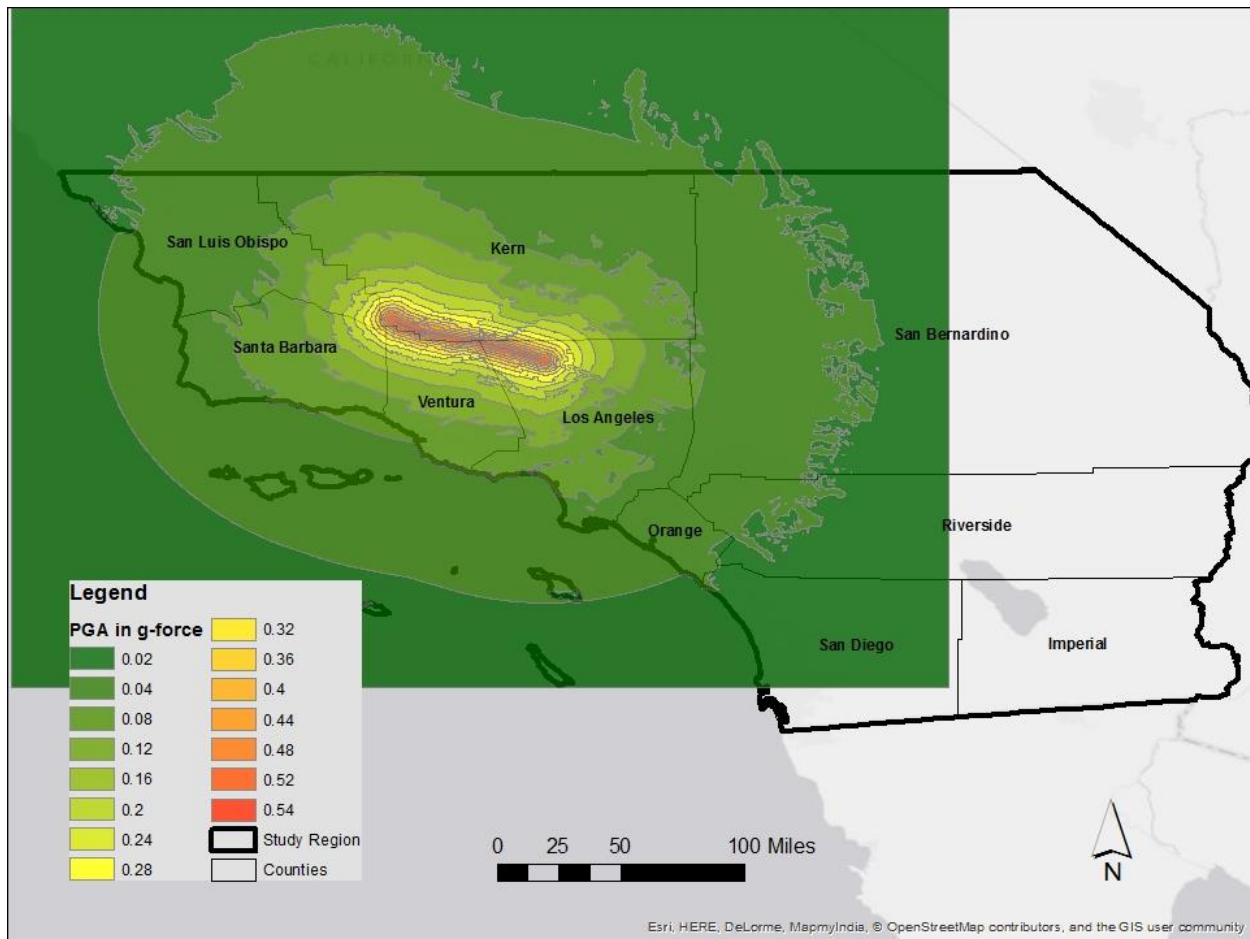 CALIFORNIA
San Luis Obispo
Kern
San Bernardino
Santa Barbara
Ventura
Los Angeles
Orange
Riverside
San Diego
Imperial
Legend
PGA in g-force
0.02
0.04
0.08
0.12
0.16
0.2
0.24
0.28
0.32
0.36
0.4
0.44
0.48
0.52
0.54
Study Region
Counties
0 25 50 100 Miles
N
Esri, HERE, DeLorme, MapmyIndia, © OpenStreetMap contributors, and the GIS user community